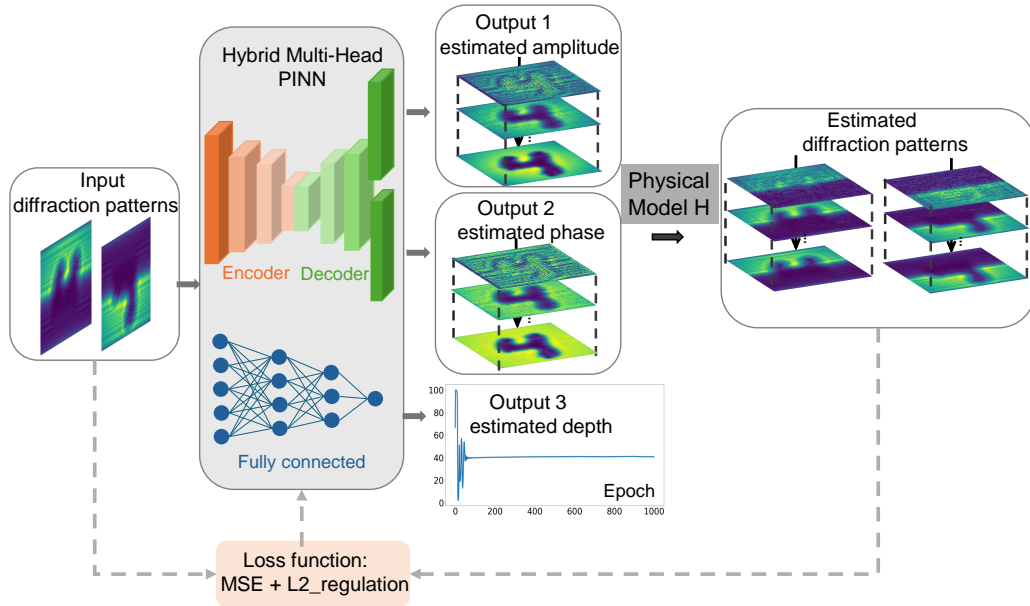 Input
diffraction patterns
Hybrid Multi-Head
PINN
Encoder
Decoder
Fully connected
Output 1
estimated amplitude
Output 2
estimated phase
Output 3
estimated depth
100
80
60
40
20
0
0
200
400
600
800
1000
Epoch
Physical
Model H
Estimated
diffraction patterns
Loss function:
MSE + L2_regulation